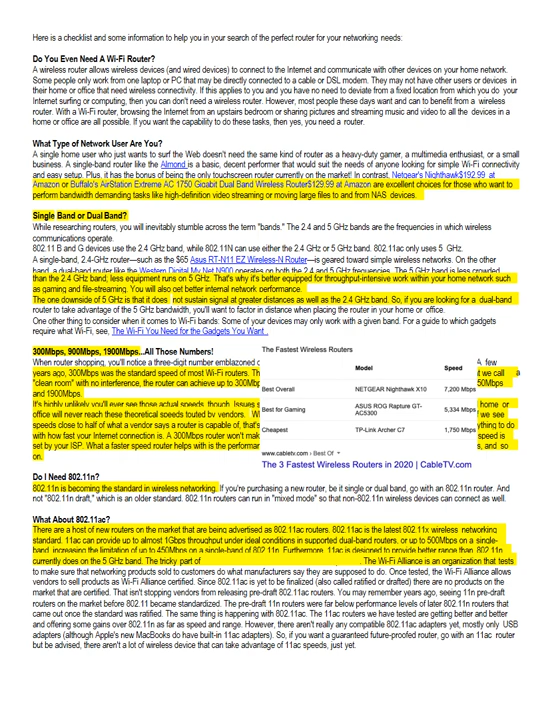 Here is a checklist and some information to help you in your search of the perfect router for your networking needs:
Do You Even Need A Wi-Fi Router?
A wireless router allows wireless devices (and wired devices) to connect to the Internet and communicate with other devices on your home network.
Some people only work from one laptop or PC that may be directly connected to a cable or DSL modem. They may not have other users or devices in
their home or office that need wireless connectivity. If this applies to you and you have no need to deviate from a fixed location from which you do your
Internet surfing or computing, then you can don't need a wireless router. However, most people these days want and can to benefit from a wireless
router. With a Wi-Fi router, browsing the Internet from an upstairs bedroom or sharing pictures and streaming music and video to all the devices in a
home or office are all possible. If you want the capability to do these tasks, then yes, you need a router.
What Type of Network User Are You?
A single home user who just wants to surf the Web doesn't need the same kind of router as a heavy-duty gamer, a multimedia enthusiast, or a small
business. A single-band router like the Almond is a basic, decent performer that would suit the needs of anyone looking for simple Wi-Fi connectivity
and easy setup. Plus, it has the bonus of being the only touchscreen router currently on the market! In contrast, Netgear's Nighthawk$192.99 at
Amazon or Buffalo's AirStation Extreme AC 1750 Gigabit Dual Band Wireless Router$129.99 at Amazon are excellent choices for those who want to
perform bandwidth demanding tasks like high-definition video streaming or moving large files to and from NAS devices.
Single Band or Dual Band?
While researching routers, you will inevitably stumble across the term "bands." The 2.4 and 5 GHz bands are the frequencies in which wireless
communications operate.
802.11 B and G devices use the 2.4 GHz band, while 802.11N can use either the 2.4 GHz or 5 GHz band. 802.11ac only uses 5 GHz.
A single-band, 2.4-GHz router—such as the $65 Asus RT-N11 EZ Wireless-N Router—is geared toward simple wireless networks. On the other
hand, a dual-band router like the Western Digital My Net N900 operates on both the 2.4 and 5 GHz frequencies. The 5 GHz band is less crowded
than the 2.4 GHz band; less equipment runs on 5 GHz. That's why it's better equipped for throughput-intensive work within your home network such
as gaming and file-streaming. You will also get better internal network performance.
The one downside of 5 GHz is that it does not sustain signal at greater distances as well as the 2.4 GHz band. So, if you are looking for a dual-band
router to take advantage of the 5 GHz bandwidth, you'll want to factor in distance when placing the router in your home or office.
One other thing to consider when it comes to Wi-Fi bands: Some of your devices may only work with a given band. For a guide to which gadgets
require what Wi-Fi, see, The Wi-Fi You Need for the Gadgets You Want .
300Mbps, 900Mbps, 1900Mbps...All Those Numbers!
When router shopping, you'll notice a three-digit number emblazoned
few
years ago, 300Mbps was the standard speed of most Wi-Fi routers.
we call a
"clean room" with no interference, the router can achieve up to
50Mbps
and 1900Mbps.
It's highly unlikely you'll ever see those actual speeds, though. Issues
home or
office will never reach these theoretical speeds touted by vendors.
we see
speeds close to half of what a vendor says a router is capable of, that's
ything to do
with how fast your Internet connection is. A 300Mbps router won't
speed is
set by your ISP. What a faster speed router helps with is the
s, and so
on.
The Fastest Wireless Routers
Model Speed
Best Overall NETGEAR Nighthawk X10 7,200 Mbps
Best for Gaming ASUS ROG Rapture GT-AC5300 5,334 Mbps
Cheapest TP-Link Archer C7 1,750 Mbps
www.cabletv.com › Best Of
The 3 Fastest Wireless Routers in 2020 | CableTV.com
Do I Need 802.11n?
802.11n is becoming the standard in wireless networking. If you're purchasing a new router, be it single or dual band, go with an 11n router. And
not "802.11n draft," which is an older standard. 802.11n routers can run in "mixed mode" so that non-802.11n wireless devices can connect as well.
What About 802.11ac?
There are a host of new routers on the market that are being advertised as 802.11ac routers. 802.11ac is the latest 802.11x wireless networking
standard. 11ac can provide up to almost 1Gbps throughput under ideal conditions in supported dual-band routers, or up to 500Mbps on a single-
band, increasing the limitation of up to 450Mbps on a single-band of 802.11n. Furthermore, 11ac is designed to provide better range than 802.11n
currently does on the 5 GHz band. The tricky part of . The Wi-Fi Alliance is an organization that tests
to make sure that networking products sold to customers do what manufacturers say they are supposed to do. Once tested, the Wi-Fi Alliance allows
vendors to sell products as Wi-Fi Alliance certified. Since 802.11ac is yet to be finalized (also called ratified or drafted) there are no products on the
market that are certified. That isn't stopping vendors from releasing pre-draft 802.11ac routers. You may remember years ago, seeing 11n pre-draft
routers on the market before 802.11 became standardized. The pre-draft 11n routers were far below performance levels of later 802.11n routers that
came out once the standard was ratified. The same thing is happening with 802.11ac. The 11ac routers we have tested are getting better and better
and offering some gains over 802.11n as far as speed and range. However, there aren't really any compatible 802.11ac adapters yet, mostly only USB
adapters (although Apple's new MacBooks do have built-in 11ac adapters). So, if you want a guaranteed future-proofed router, go with an 11ac router
but be advised, there aren't a lot of wireless device that can take advantage of 11ac speeds, just yet.